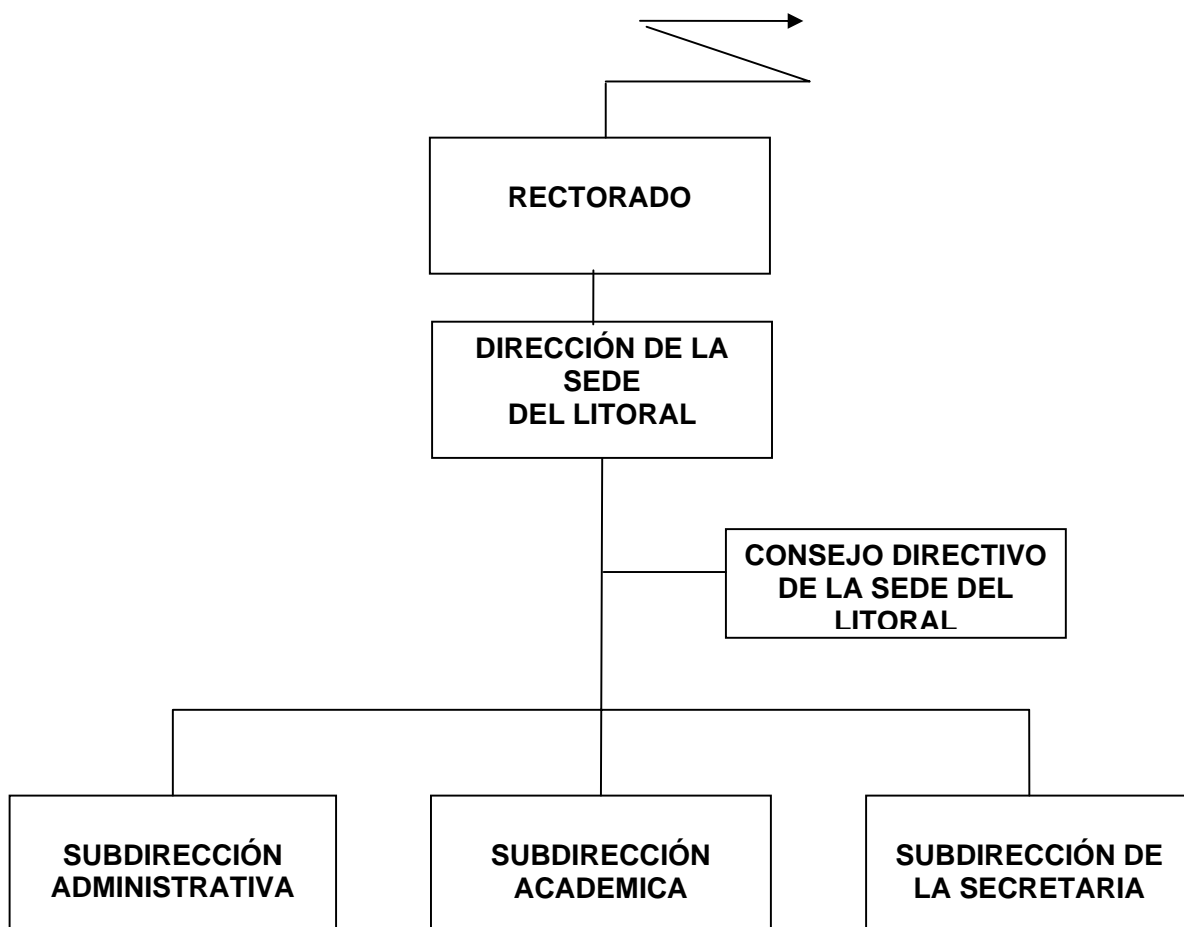 RECTORADO
DIRECCIÓN DE LA
SEDE
DEL LITORAL
CONSEJO DIRECTIVO
DE LA SEDE DEL
LITORAL
SUBDIRECCIÓN
ADMINISTRATIVA
SUBDIRECCIÓN
ACADEMICA
SUBDIRECCIÓN DE
LA SECRETARIA